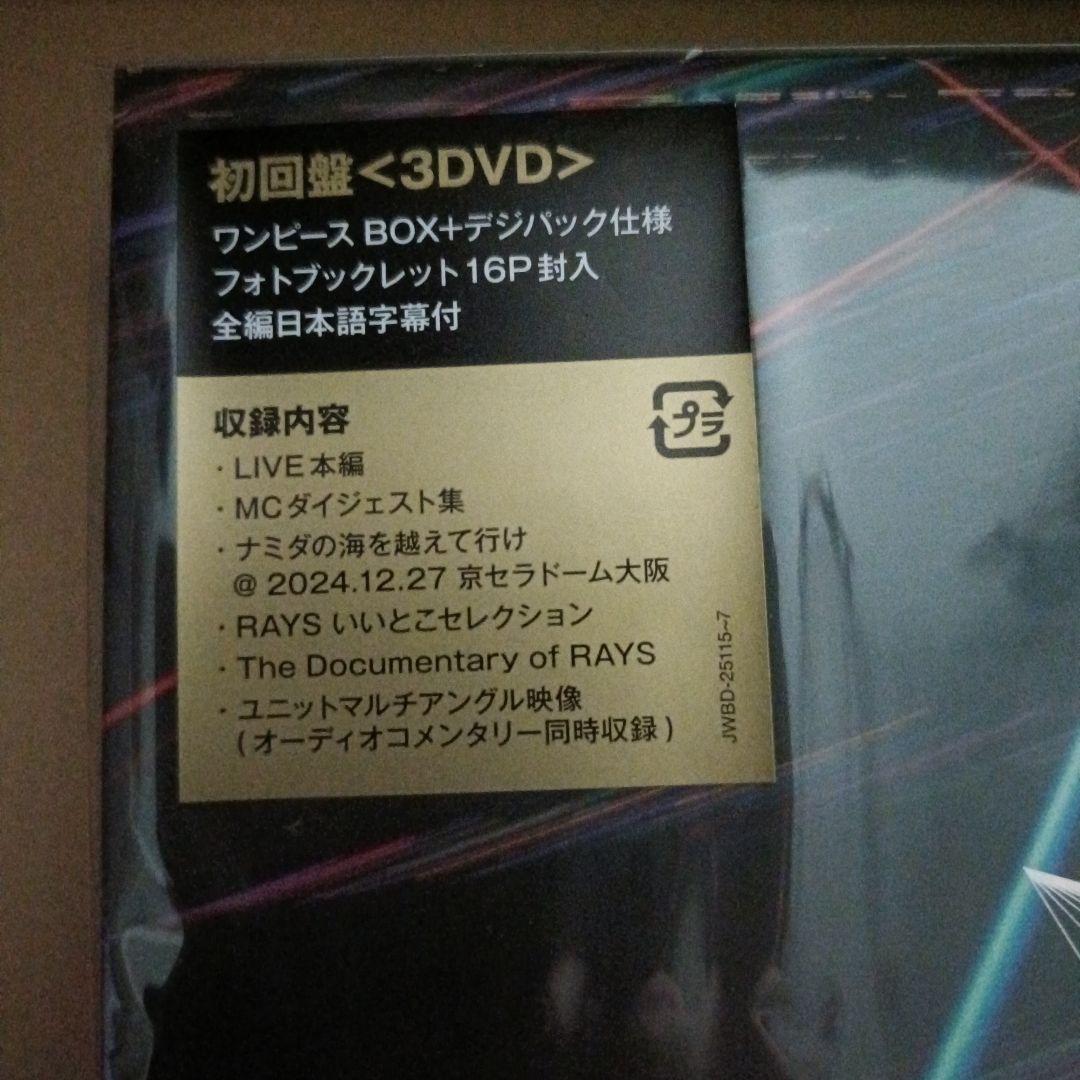 初回盤<3DVD>
ワンピース BOX+デジパック仕様
フォトブックレット16P封入
全編日本語字幕付
収録内容
プラ
・LIVE本編
・MCダイジェスト集
・ナミダの海を越えて行け
@ 2024.12.27 京セラドーム大阪
・RAYS いいとこセレクション
・The Documentary of RAYS
・ユニットマルチアングル映像
(オーディオコメンタリー同時収録)
JWBD-25115~7